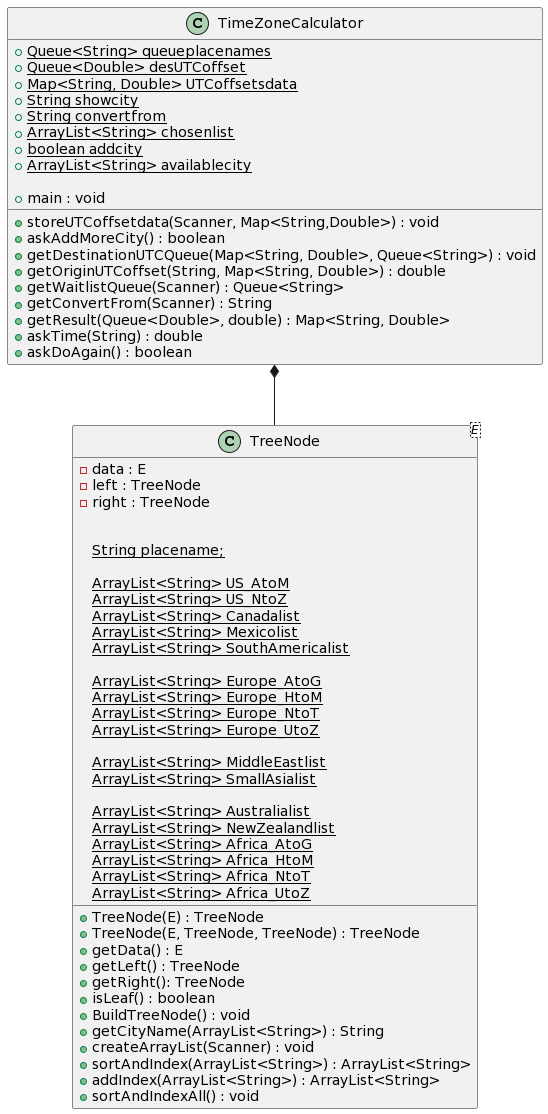 C TimeZoneCalculator
Queue<String> queueplacenames
Queue<Double> desUTCoffset
Map<String, Double> UTCoffsetsdata
String showcity
String convertfrom
ArrayList<String> chosenlist
boolean addcity
ArrayList<String> availablecity
main : void
storeUTCoffsetdata(Scanner, Map<String,Double>) : void
askAddMoreCity() : boolean
getDestinationUTCQueue(Map<String, Double>, Queue<String>) : void
getOriginUTCoffset(String, Map<String, Double>) : double
getWaitlistQueue(Scanner) : Queue<String>
getConvertFrom(Scanner) : String
getResult(Queue<Double>, double) : Map<String, Double>
askTime(String) : double
askDoAgain() : boolean
C TreeNode E
data : E
left : TreeNode
right : TreeNode
String placename;
ArrayList<String> US_AtoM
ArrayList<String> US_NtoZ
ArrayList<String> Canadalist
ArrayList<String> Mexicolist
ArrayList<String> SouthAmericalist
ArrayList<String> Europe_AtoG
ArrayList<String> Europe_HtoM
ArrayList<String> Europe_NtoT
ArrayList<String> Europe_UtoZ
ArrayList<String> MiddleEastlist
ArrayList<String> SmallAsialist
ArrayList<String> Australialist
ArrayList<String> NewZealandlist
ArrayList<String> Africa_AtoG
ArrayList<String> Africa_HtoM
ArrayList<String> Africa_NtoT
ArrayList<String> Africa_UtoZ
TreeNode(E) : TreeNode
TreeNode(E, TreeNode, TreeNode) : TreeNode
getData() : E
getLeft() : TreeNode
getRight(): TreeNode
isLeaf() : boolean
BuildTreeNode() : void
getCityName(ArrayList<String>) : String
createArrayList(Scanner) : void
sortAndIndex(ArrayList<String>) : ArrayList<String>
addIndex(ArrayList<String>) : ArrayList<String>
sortAndIndexAll() : void